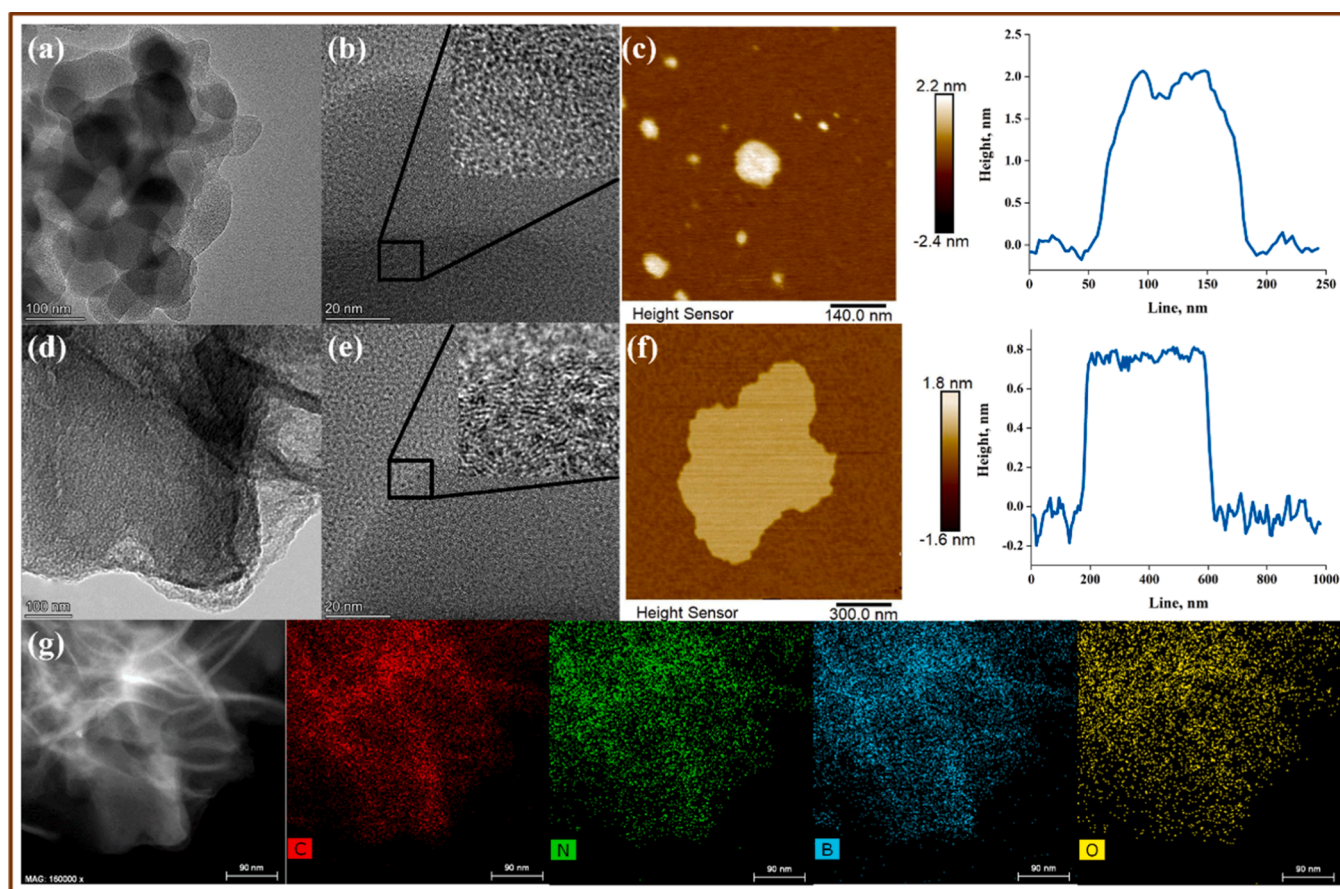 (a)
100 nm
(b)
20 nm
(c)
Height Sensor
140.0 nm
2.2 nm
-2.4 nm
Height, nm
2.5
2.0
1.5
1.0
0.5
0.0
0 50 100 150 200 250
Line, nm
(d)
100 nm
(e)
20 nm
(f)
Height Sensor
300.0 nm
1.8 nm
-1.6 nm
Height, nm
0.8
0.6
0.4
0.2
0.0
-0.2
0 200 400 600 800 1000
Line, nm
(g)
MAG: 160000 x
90 nm
C
90 nm
N
90 nm
B
90 nm
O
90 nm